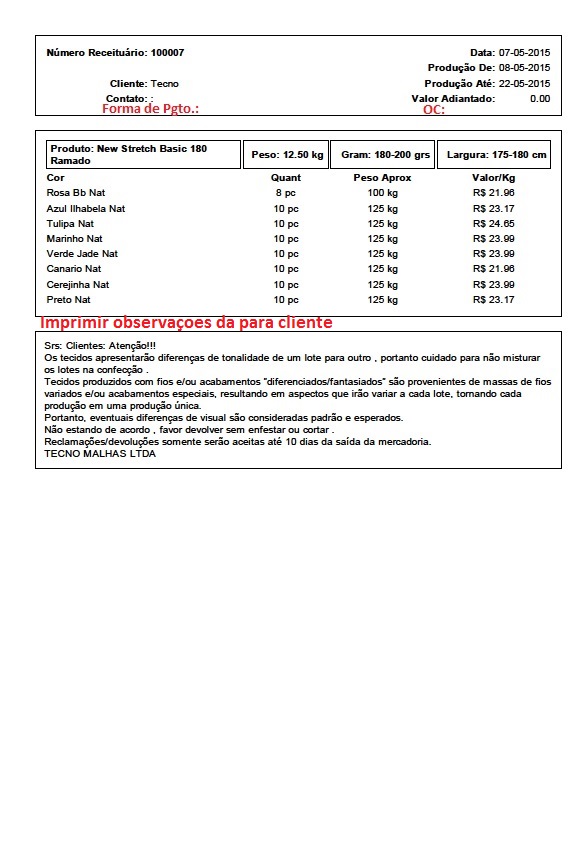 Número Receituário: 100007 Data: 07-05-2015
Produção De: 08-05-2015
Cliente: Tecno Produção Até: 22-05-2015
Contato: : Valor Adiantado: 0.00
Forma de Pgto.: OC:
Produto: New Stretch Basic 180 Ramado Peso: 12.50 kg Gram: 180-200 grs Largura: 175-180 cm
Cor Quant Peso Aprox Valor/Kg
Rosa Bb Nat 8 pc 100 kg R$ 21.96
Azul Ilhabela Nat 10 pc 125 kg R$ 23.17
Tulipa Nat 10 pc 125 kg R$ 24.65
Marinho Nat 10 pc 125 kg R$ 23.99
Verde Jade Nat 10 pc 125 kg R$ 23.99
Canario Nat 10 pc 125 kg R$ 21.96
Cerejinha Nat 10 pc 125 kg R$ 23.99
Preto Nat 10 pc 125 kg R$ 23.17
Imprimir observaçoes da para cliente
Srs: Clientes: Atenção!!!
Os tecidos apresentarão diferenças de tonalidade de um lote para outro , portanto cuidado para não misturar
os lotes na confecção .
Tecidos produzidos com fios e/ou acabamentos "diferenciados/fantasiados" são provenientes de massas de fios
variados e/ou acabamentos especiais, resultando em aspectos que irão variar a cada lote, tornando cada
produção em uma produção única.
Portanto, eventuais diferenças de visual são consideradas padrão e esperados.
Não estando de acordo , favor devolver sem enfestar ou cortar .
Reclamações/devoluções somente serão aceitas até 10 dias da saída da mercadoria.
TECNO MALHAS LTDA